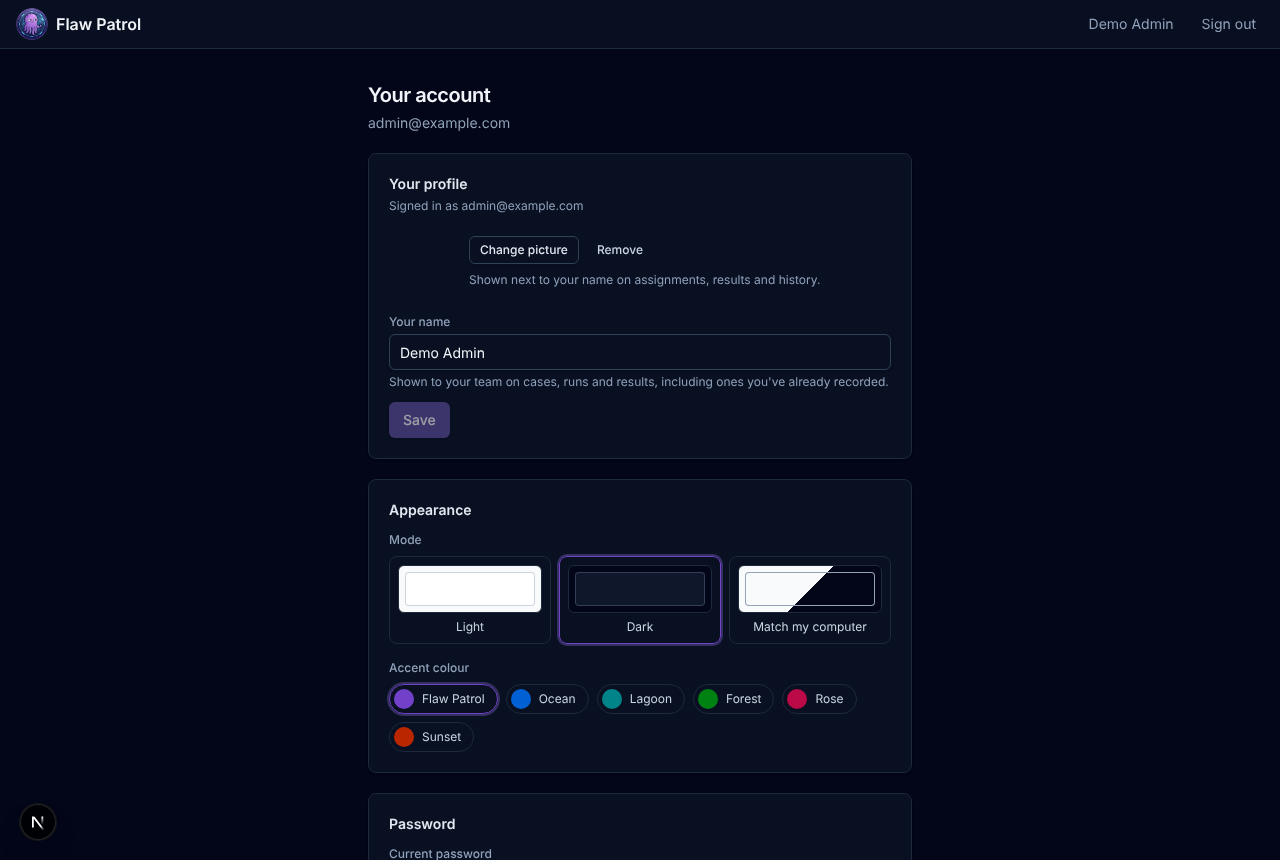 Flaw Patrol
Demo Admin
Sign out
Your account
admin@example.com
Your profile
Signed in as admin@example.com
Change picture
Remove
Shown next to your name on assignments, results and history.
Your name
Demo Admin
Shown to your team on cases, runs and results, including ones you've already recorded.
Save
Appearance
Mode
Light
Dark
Match my computer
Accent colour
Flaw Patrol
Ocean
Lagoon
Forest
Rose
Sunset
N
Password
Current password